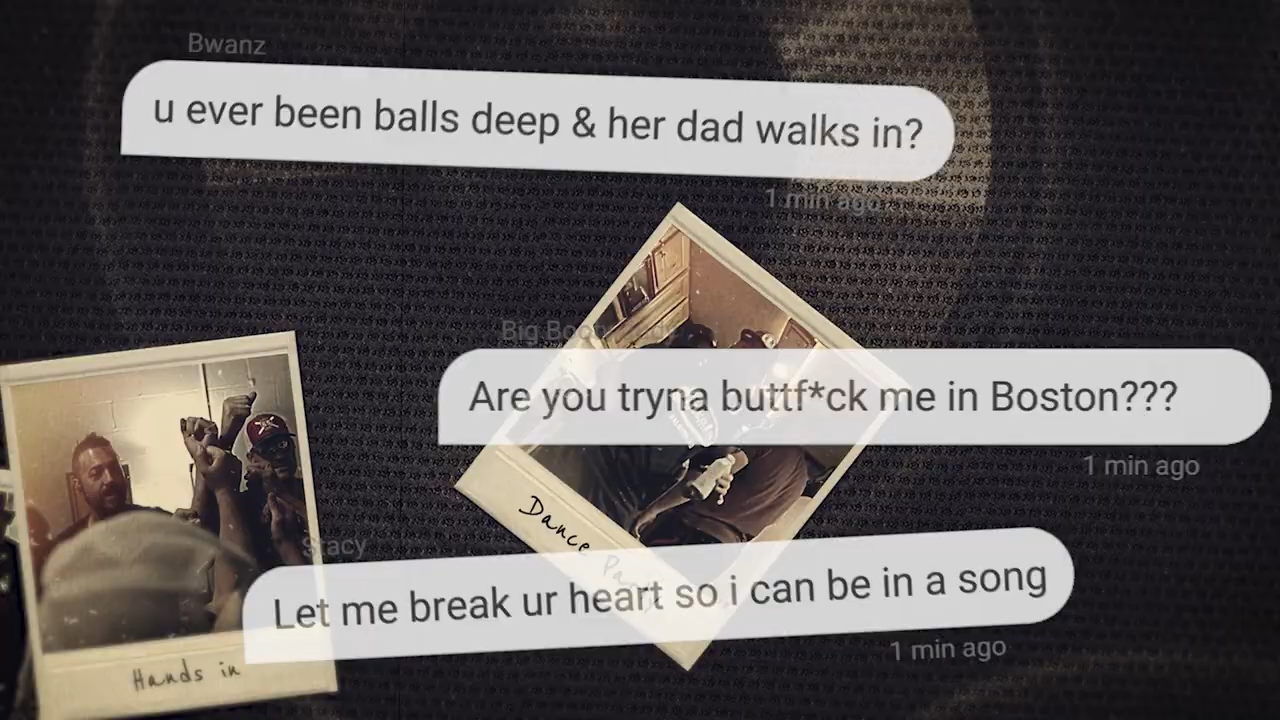 Bwanz
u ever been balls deep & her dad walks in?
1 min ago
Big
Are you tryna buttf*ck me in Boston???
1 min ago
Stacy
Let me break ur heart so i can be in a song
1 min ago
Dance
Hands in